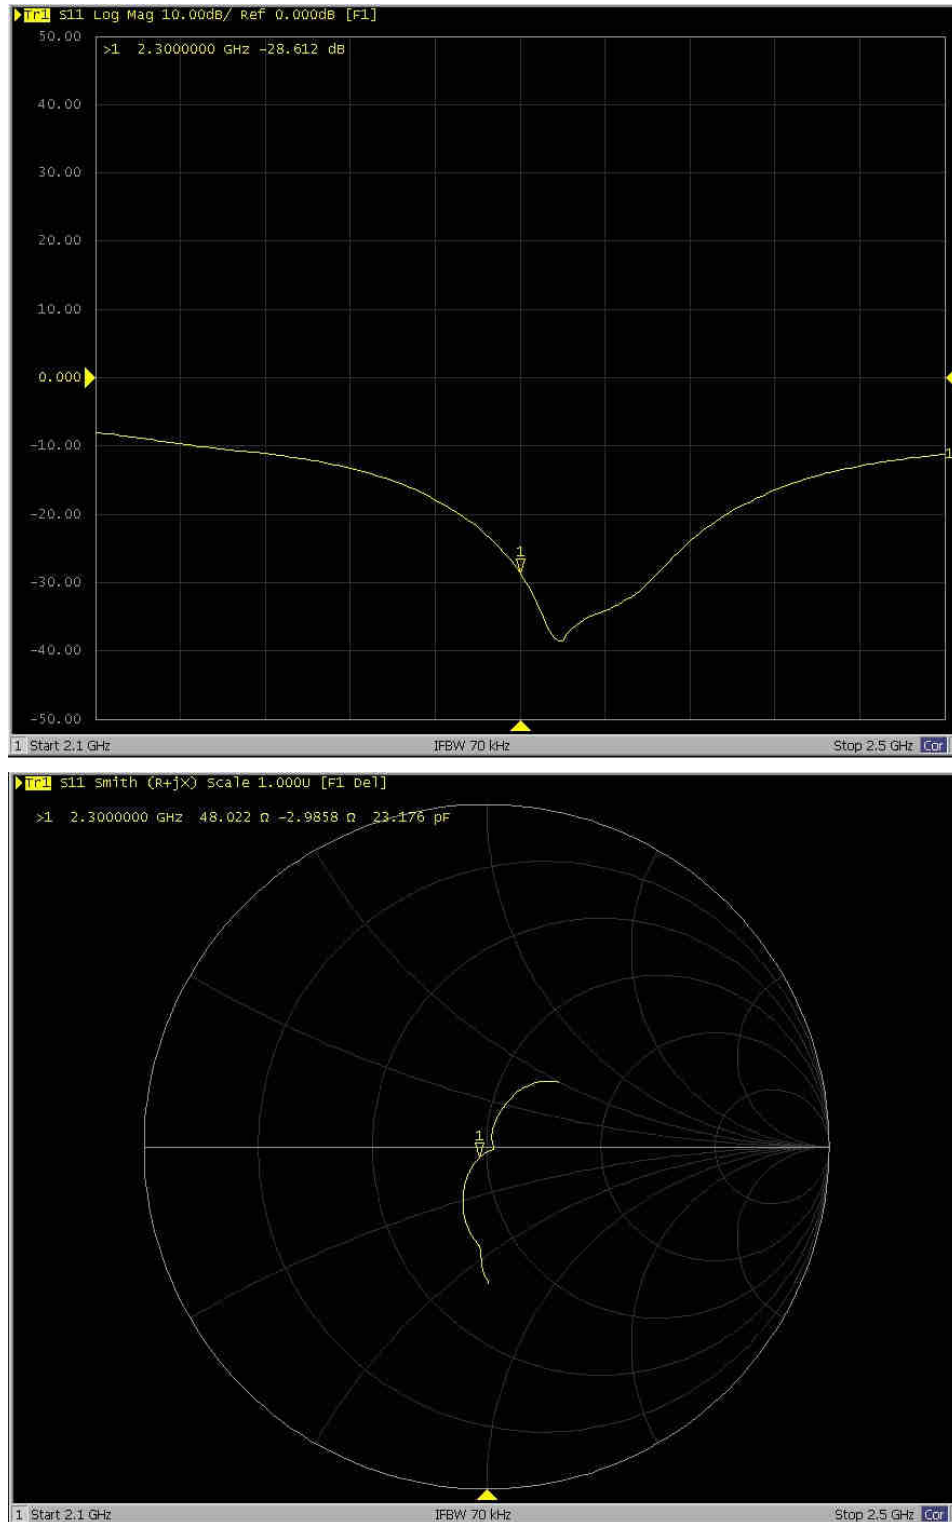 Tr1 S11 Log Mag 10.00dB/ Ref 0.000dB [F1]
50.00
>1 2.3000000 GHz -28.612 dB
40.00
30.00
20.00
10.00
0.000
-10.00
1
-20.00
1
-30.00
-40.00
-50.00
1 Start 2.1 GHz IFBW 70 kHz Stop 2.5 GHz Cor
Tr1 S11 Smith (R+jX) Scale 1.000U [F1 Del]
>1 2.3000000 GHz 48.022 Ω -2.9858 Ω 23.176 pF
1
1 Start 2.1 GHz IFBW 70 kHz Stop 2.5 GHz Cor